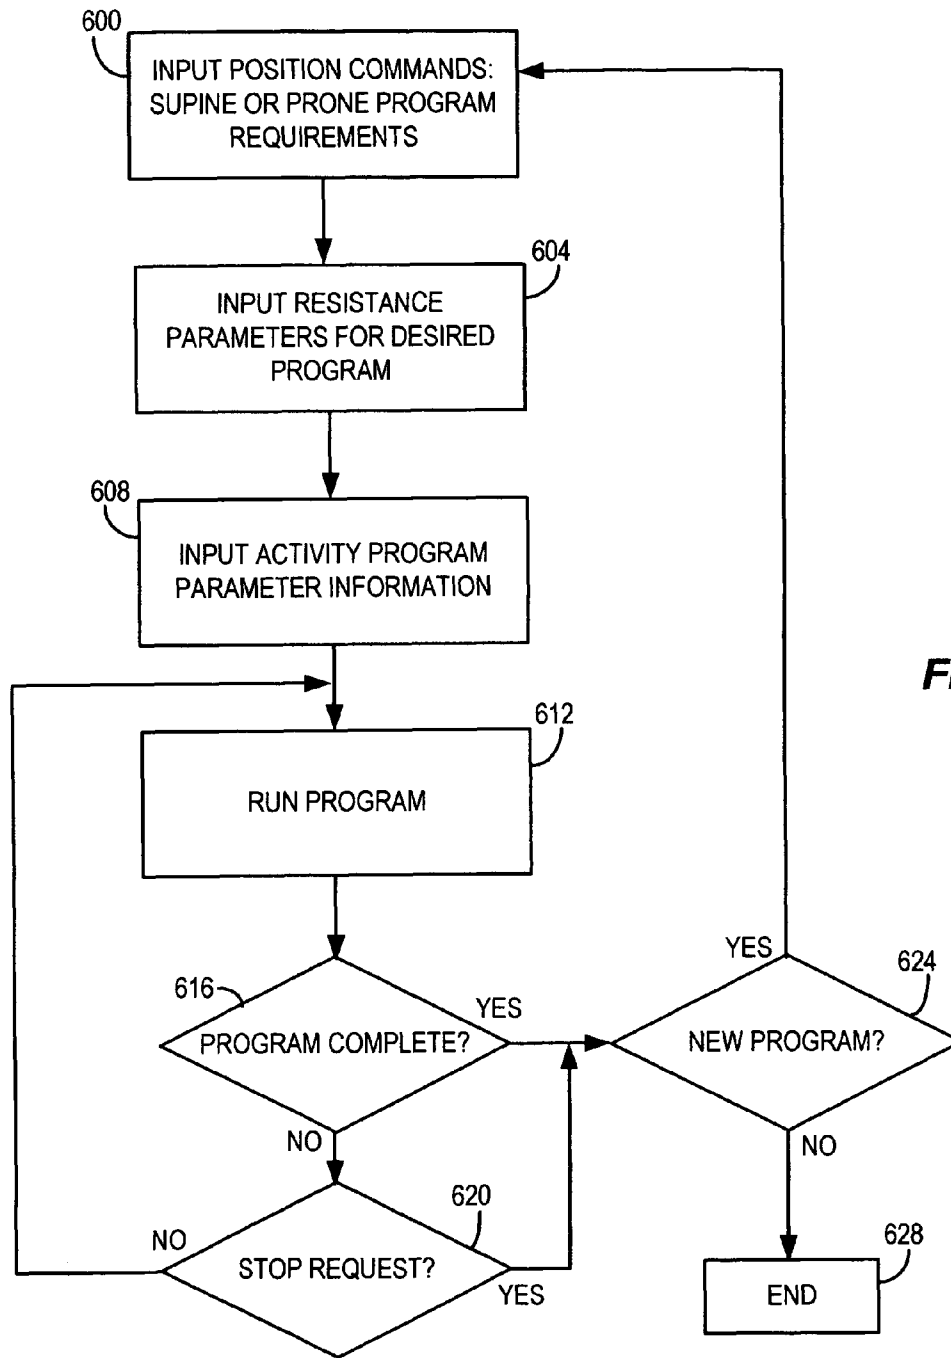 600
INPUT POSITION COMMANDS:
SUPINE OR PRONE PROGRAM
REQUIREMENTS
604
INPUT RESISTANCE
PARAMETERS FOR DESIRED
PROGRAM
608
INPUT ACTIVITY PROGRAM
PARAMETER INFORMATION
612
RUN PROGRAM
616
PROGRAM COMPLETE?
YES
NO
620
STOP REQUEST?
NO
YES
624
NEW PROGRAM?
YES
NO
628
END